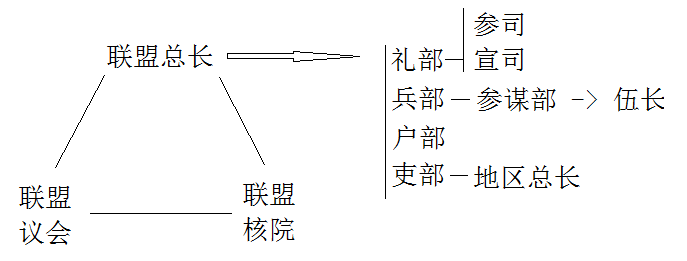 联盟总长
联盟
议会
联盟
核院
参司
礼部
宣司
兵部 参谋部 -> 伍长
户部
吏部 地区总长